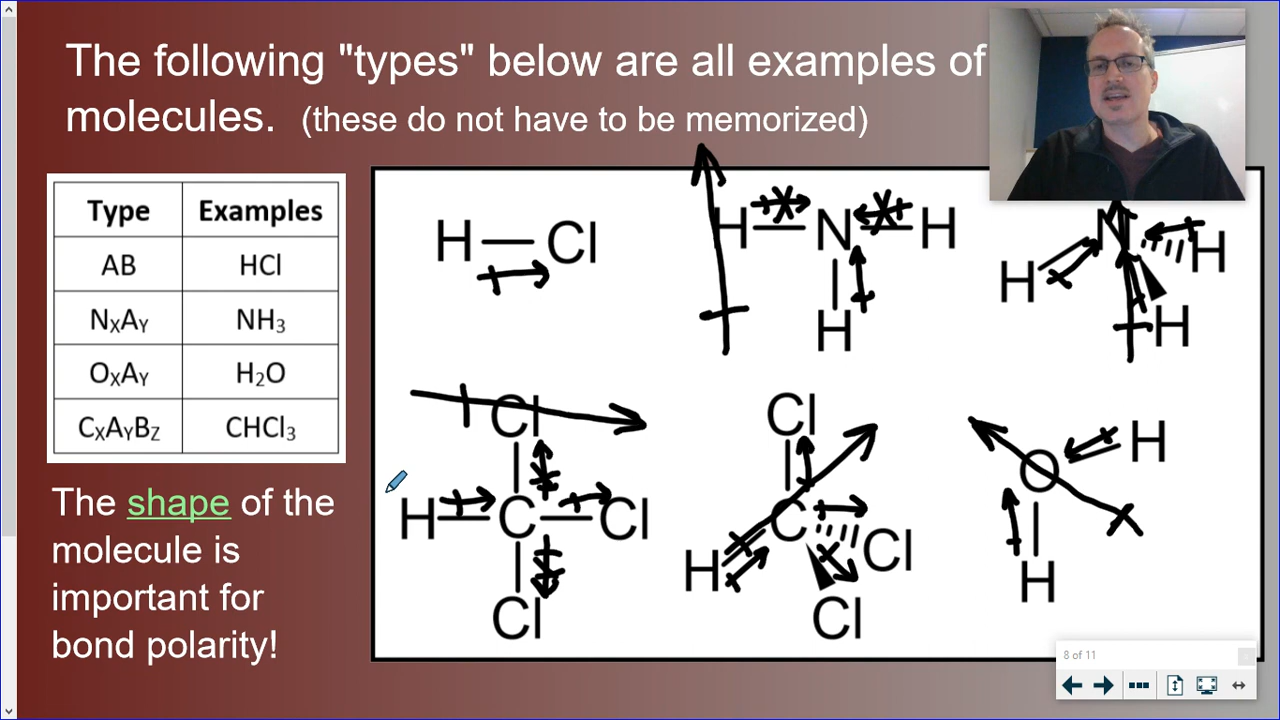 The following "types" below are all examples of
molecules. (these do not have to be memorized)
Type Examples
AB HCl
NXAY NH3
OXAY H2O
CXAYBZ CHCl3
The shape of the
molecule is
important for
bond polarity!
H Cl
H N H
H
N
H H
H
Cl
H C Cl
Cl
Cl
C
H Cl
Cl
O H
H
8 of 11